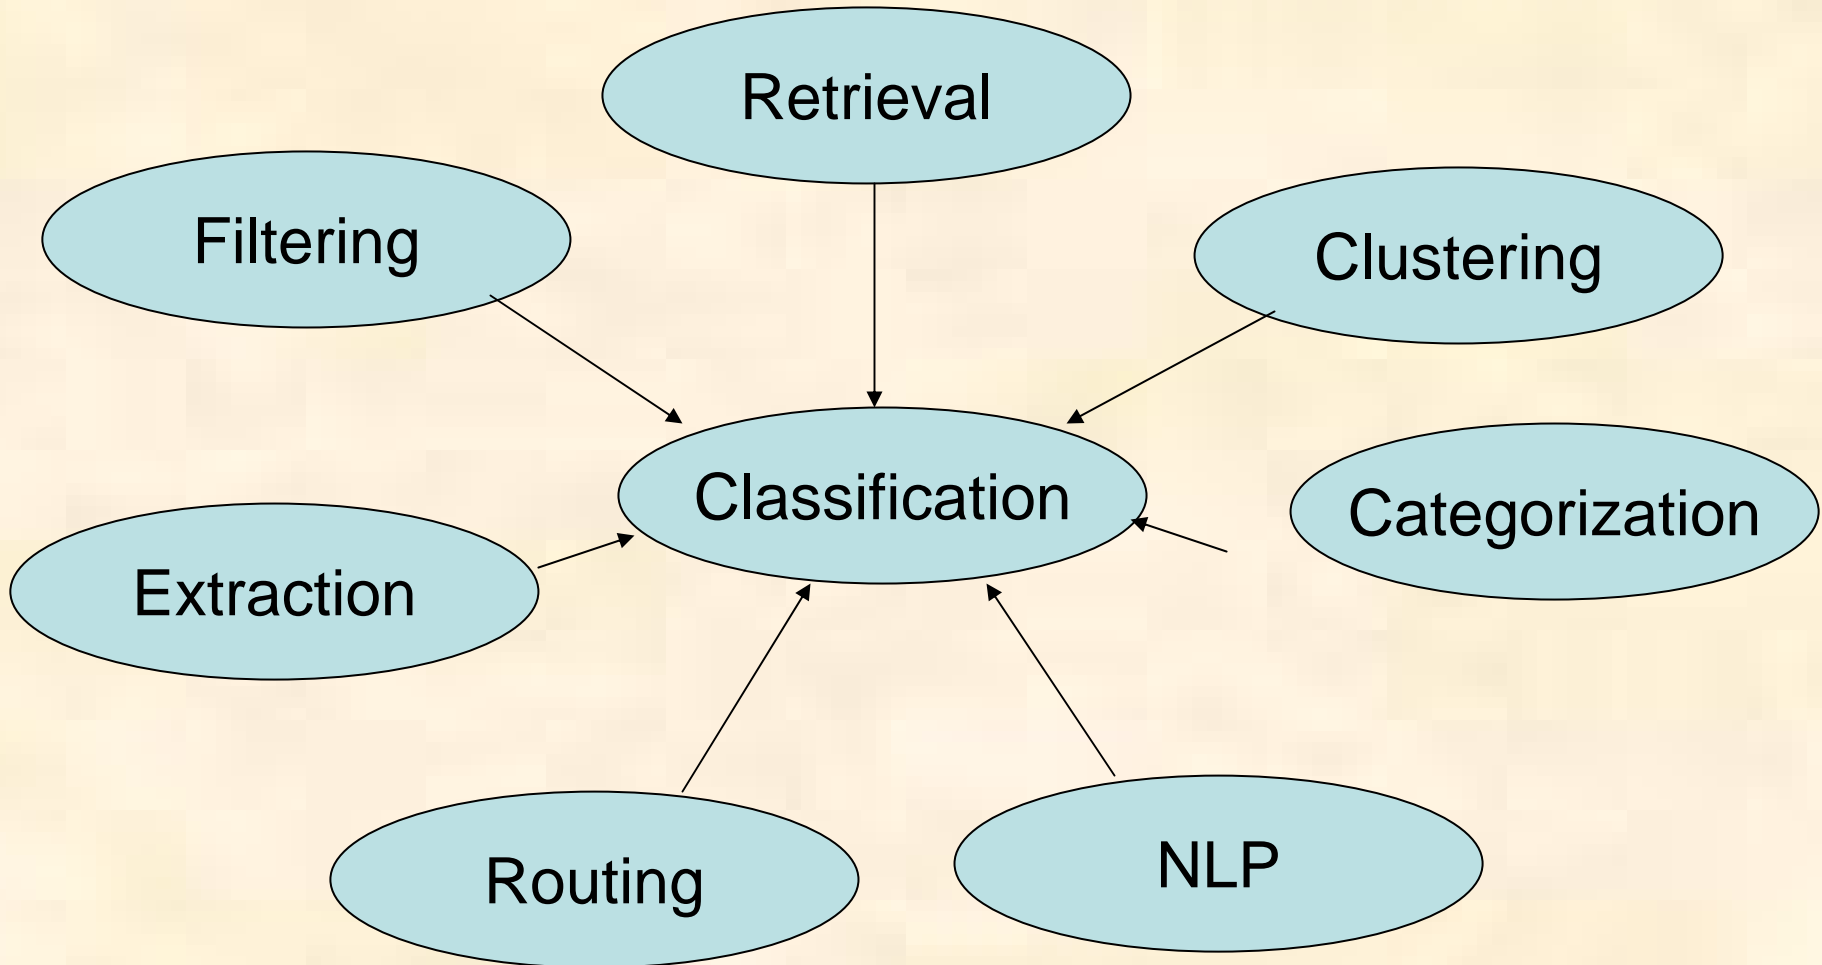 Retrieval
Filtering
Clustering
Classification
Categorization
Extraction
NLP
Routing